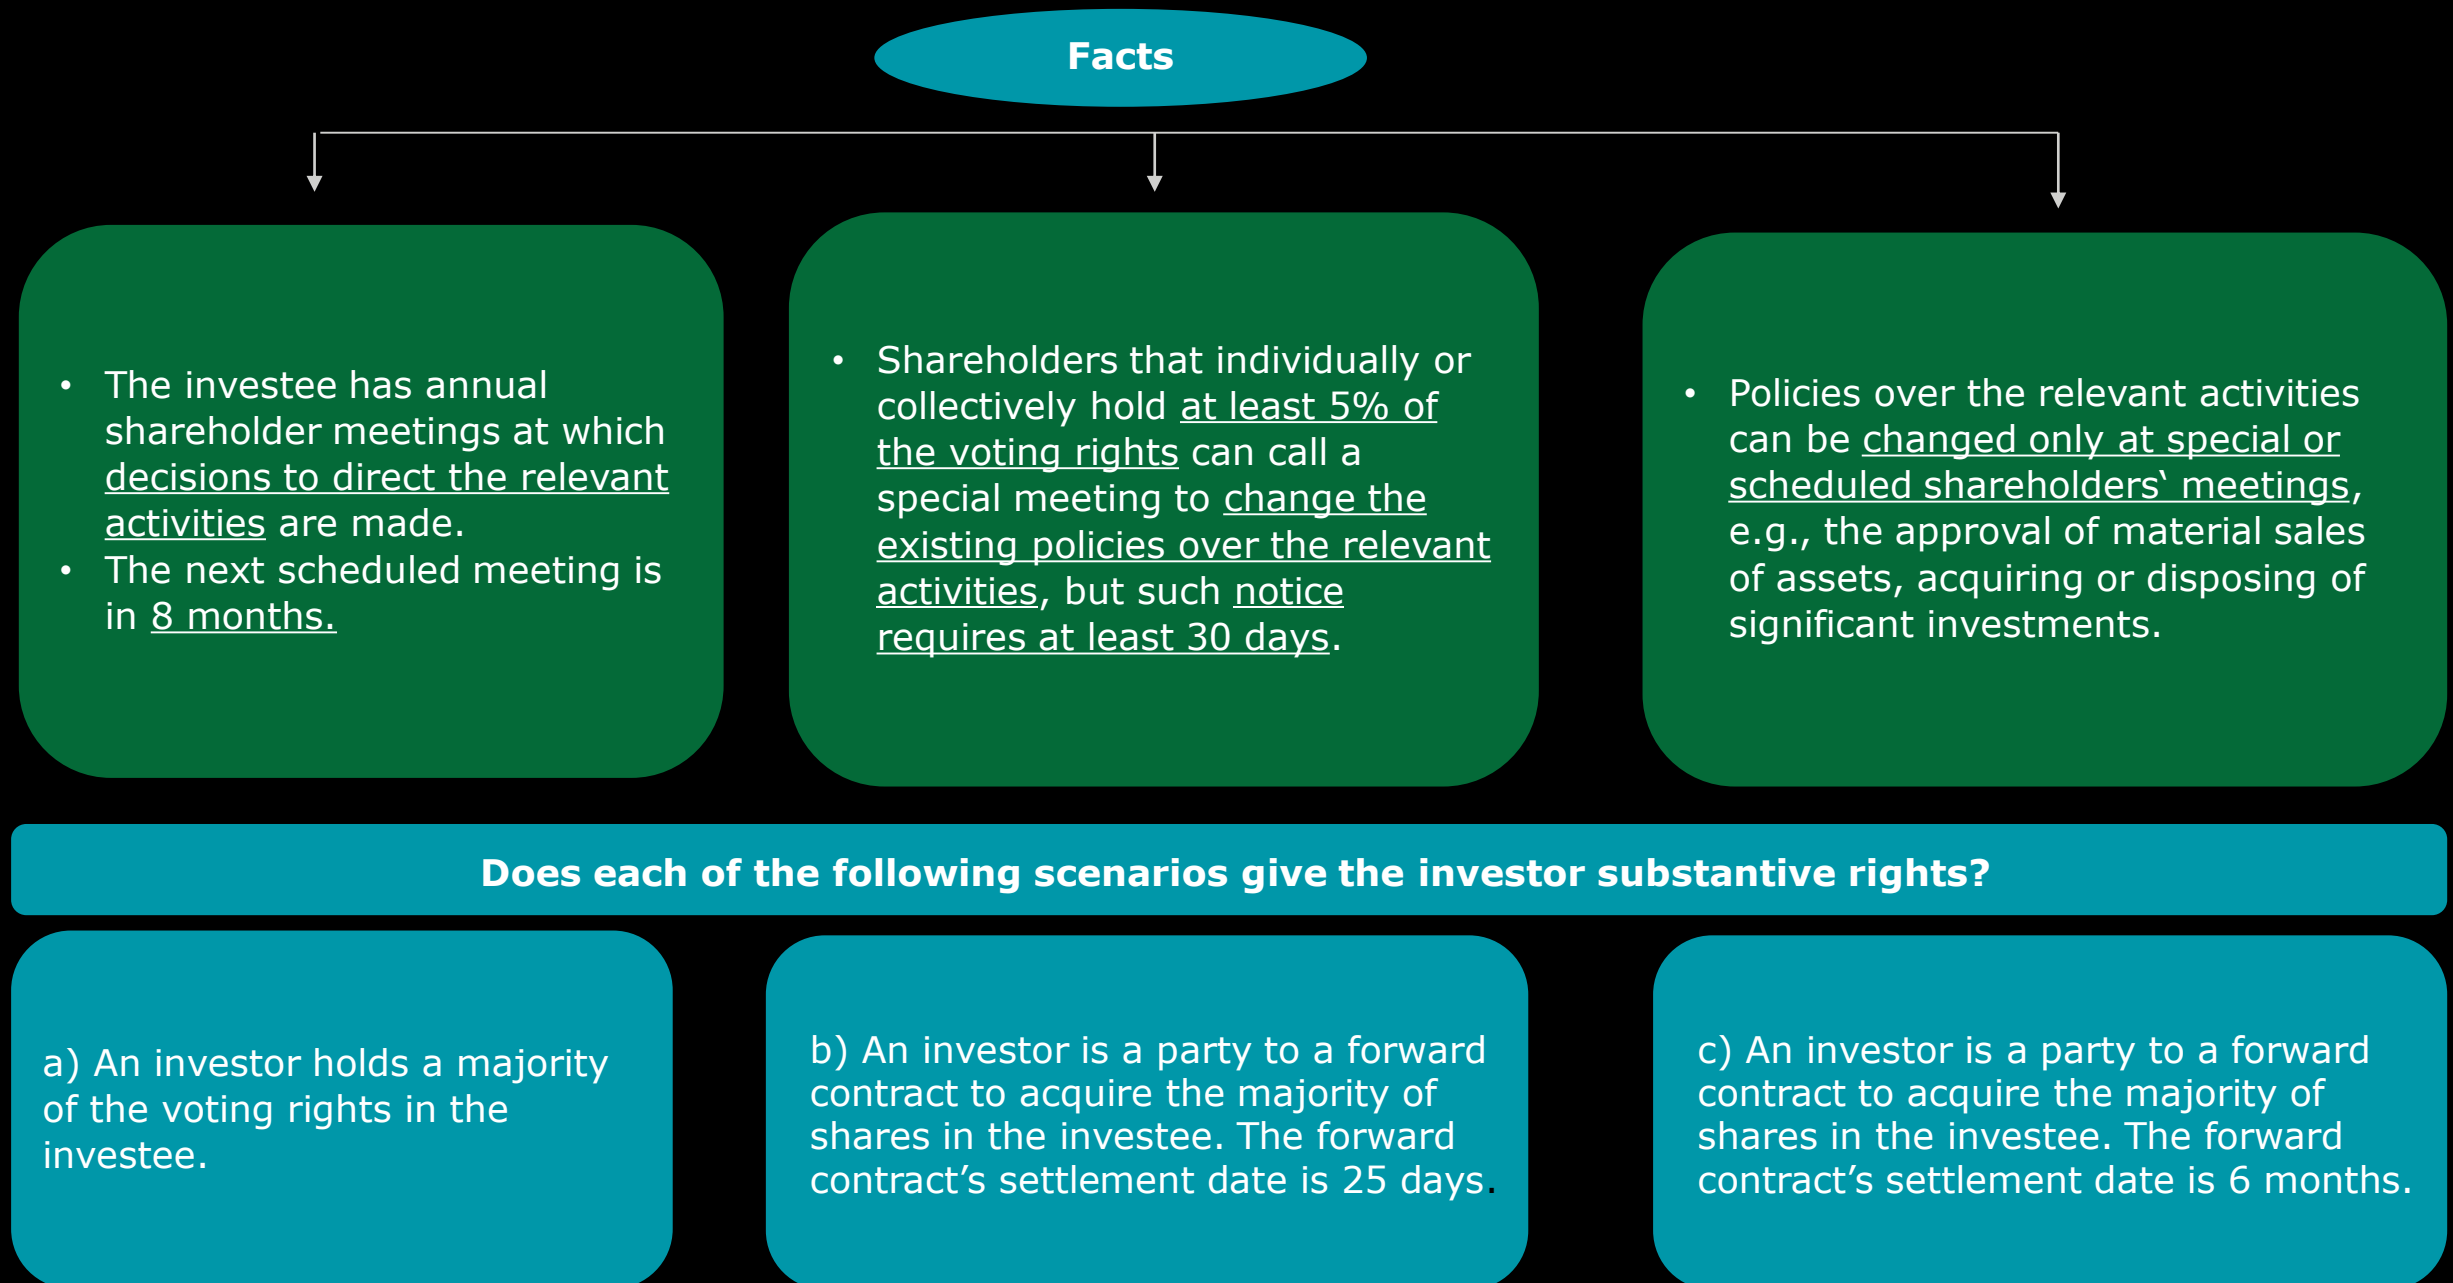 Facts
• The investee has annual
shareholder meetings at which
decisions to direct the relevant
activities are made.
• The next scheduled meeting is
in 8 months.
• Shareholders that individually or
collectively hold at least 5% of
the voting rights can call a
special meeting to change the
existing policies over the relevant
activities, but such notice
requires at least 30 days.
• Policies over the relevant activities
can be changed only at special or
scheduled shareholders‘ meetings,
e.g., the approval of material sales
of assets, acquiring or disposing of
significant investments.
Does each of the following scenarios give the investor substantive rights?
a) An investor holds a majority
of the voting rights in the
investee.
b) An investor is a party to a forward
contract to acquire the majority of
shares in the investee. The forward
contract’s settlement date is 25 days.
c) An investor is a party to a forward
contract to acquire the majority of
shares in the investee. The forward
contract’s settlement date is 6 months.